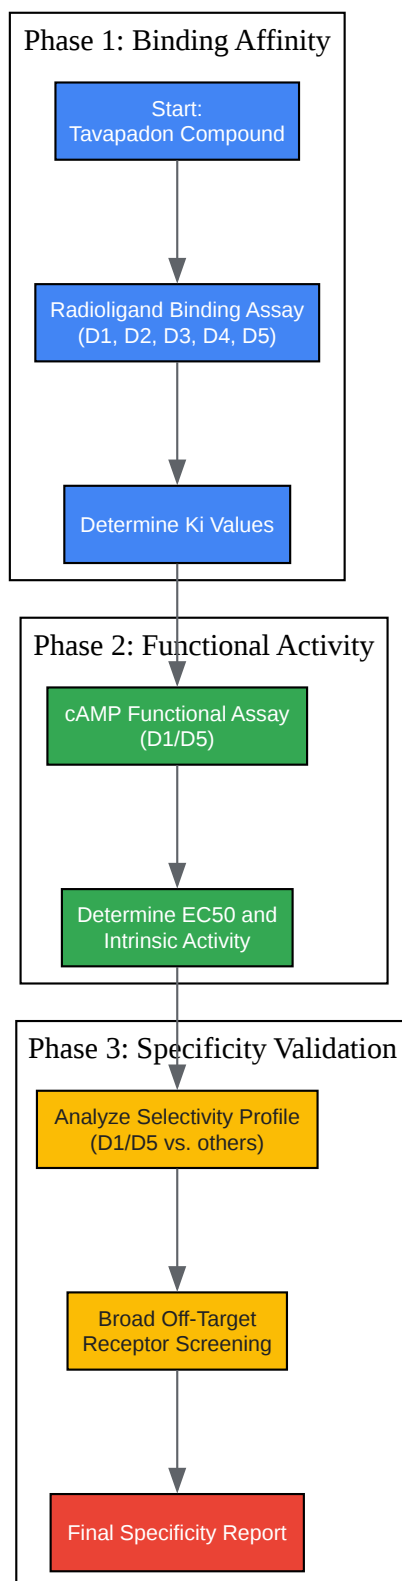 Phase 1: Binding Affinity
Start:
Tavapadon Compound
Radioligand Binding Assay
(D1, D2, D3, D4, D5)
Determine Ki Values
Phase 2: Functional Activity
cAMP Functional Assay
(D1/D5)
Determine EC50 and
Intrinsic Activity
Phase 3: Specificity Validation
Analyze Selectivity Profile
(D1/D5 vs. others)
Broad Off-Target
Receptor Screening
Final Specificity Report